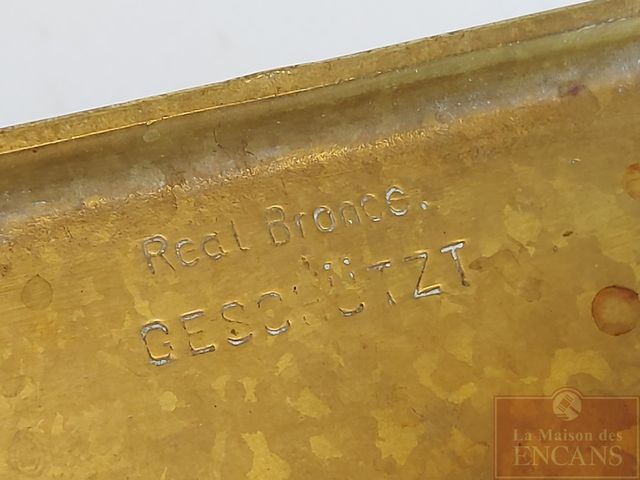 Real Bronce.
GESCHÜTZT
La Maison des
ENCANS